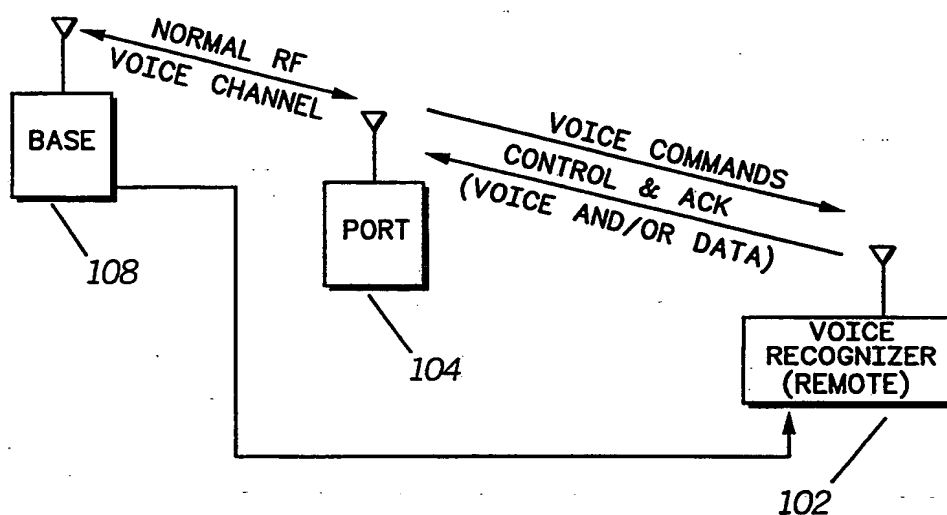 NORMAL RF
VOICE CHANNEL
BASE
108
PORT
104
VOICE COMMANDS
CONTROL & ACK
(VOICE AND/OR DATA)
VOICE
RECOGNIZER
(REMOTE)
102